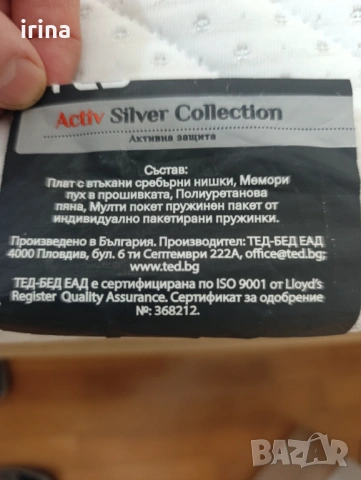 irina
TED
Activ Silver Collection
Активна защита
Състав:
Плат с втъкани сребърни нишки, Мемори
пух в прошивката, Полиуретанова
пяна, Мулти покет пружинен пакет от
индивидуално пакетирани пружинки.
Произведено в България. Производител: ТЕД-БЕД ЕАД
4000 Пловдив, бул. 6 ти Септември 222А, office@ted.bg;
www.ted.bg
ТЕД-БЕД ЕАД е сертифицирана по ISO 9001 от Lloyd's
Register Quality Assurance. Сертификат за одобрение
№: 368212.
BAZAR
bg